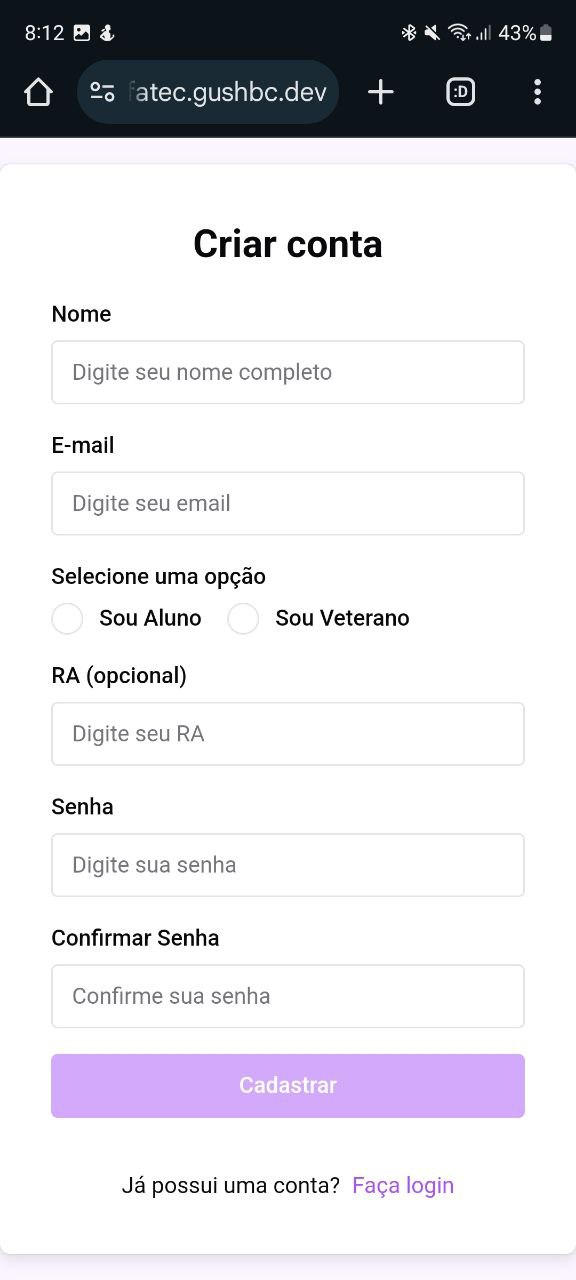 8:12 43%
fatec.gushbc.dev :D
Criar conta
Nome
Digite seu nome completo
E-mail
Digite seu email
Selecione uma opção
Sou Aluno Sou Veterano
RA (opcional)
Digite seu RA
Senha
Digite sua senha
Confirmar Senha
Confirme sua senha
Cadastrar
Já possui uma conta? Faça login